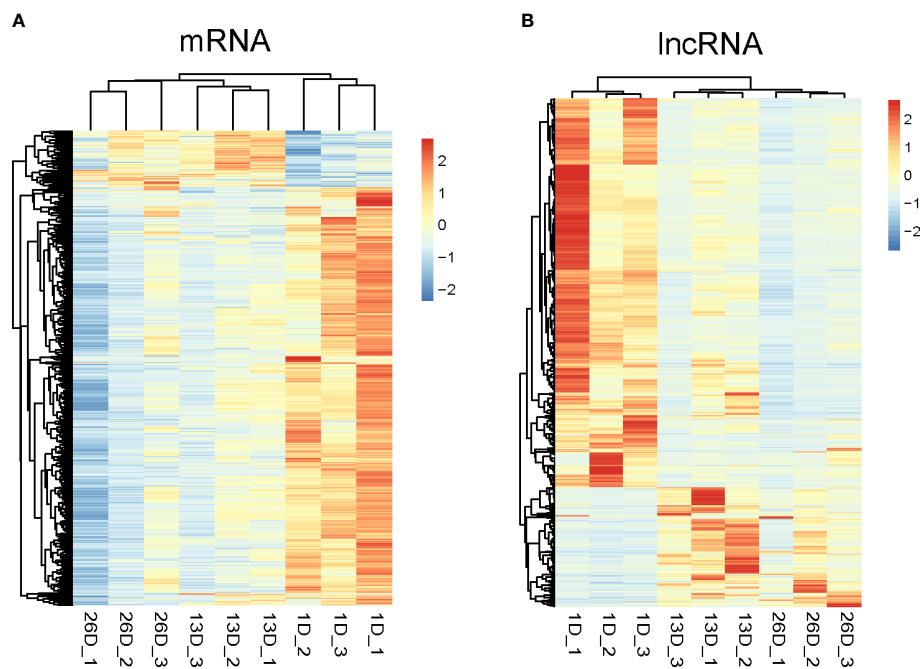 A
mRNA
2
1
0
−1
−2
26D_1
26D_2
26D_3
13D_3
13D_2
13D_1
1D_2
1D_3
1D_1
B
lncRNA
2
1
0
−1
−2
1D_1
1D_2
1D_3
13D_3
13D_1
13D_2
26D_1
26D_2
26D_3